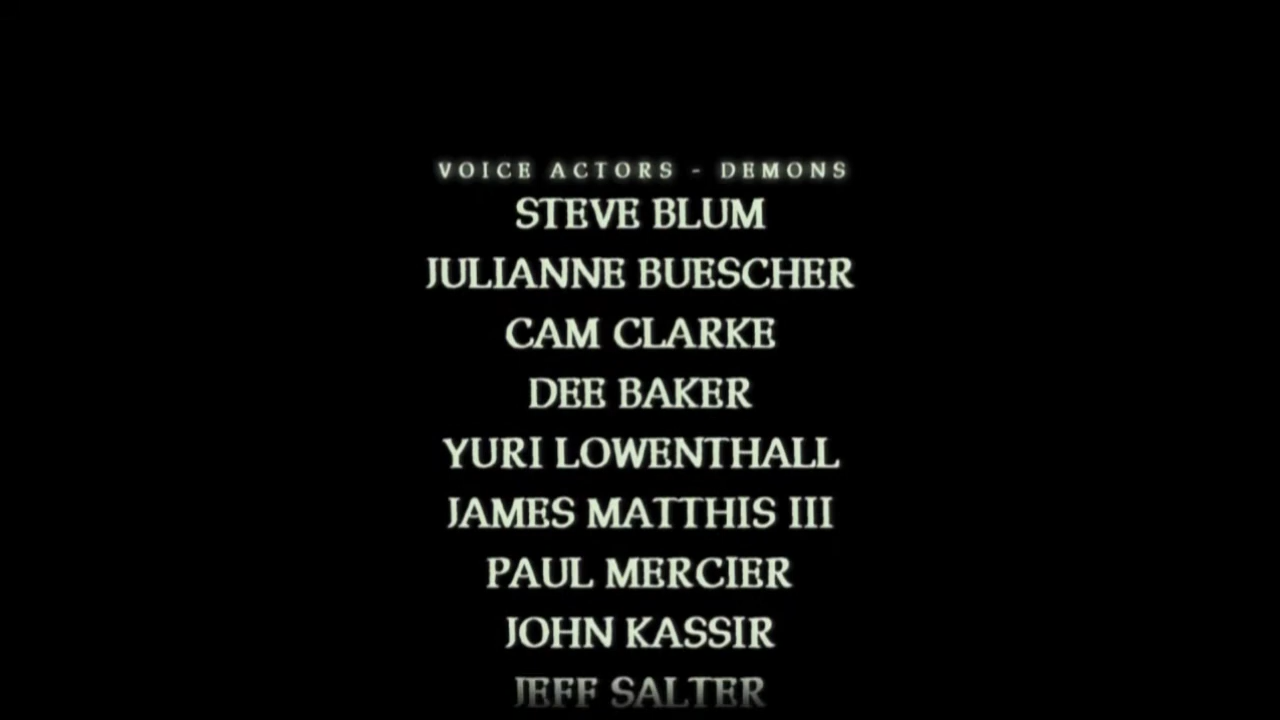 VOICE ACTORS - DEMONS
STEVE BLUM
JULIANNE BUESCHER
CAM CLARKE
DEE BAKER
YURI LOWENTHALL
JAMES MATTHIS III
PAUL MERCIER
JOHN KASSIR
JEFF SALTER